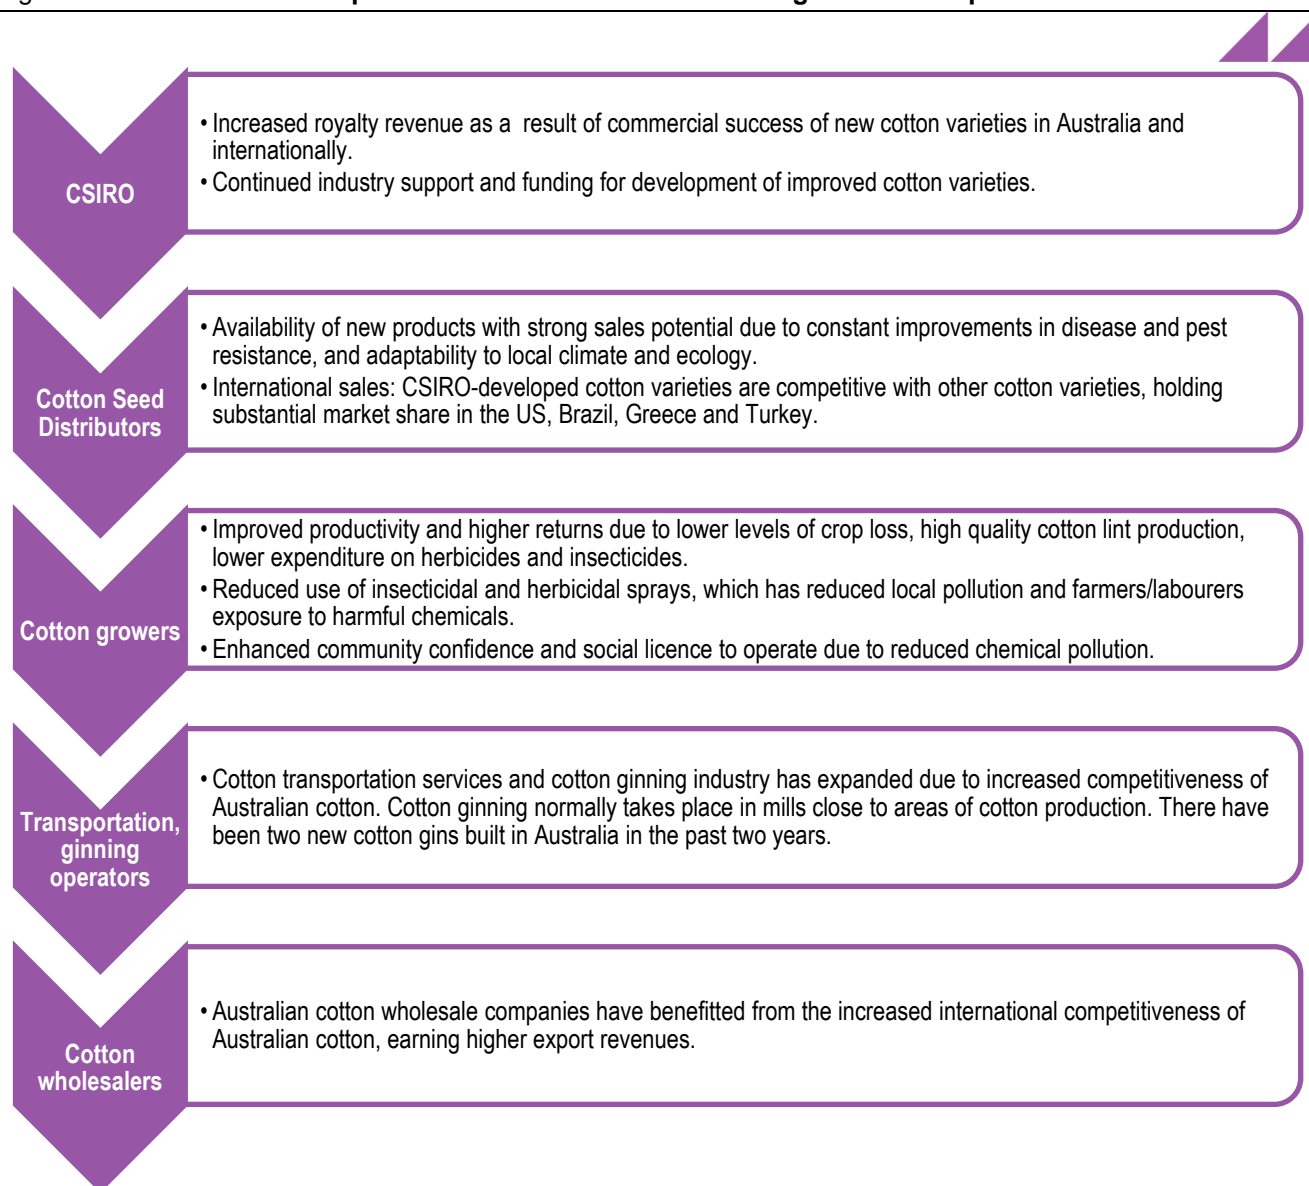 CSIRO
• Increased royalty revenue as a  result of commercial success of new cotton varieties in Australia and
internationally.
• Continued industry support and funding for development of improved cotton varieties.
Cotton Seed
Distributors
• Availability of new products with strong sales potential due to constant improvements in disease and pest
resistance, and adaptability to local climate and ecology.
• International sales: CSIRO-developed cotton varieties are competitive with other cotton varieties, holding
substantial market share in the US, Brazil, Greece and Turkey.
Cotton growers
• Improved productivity and higher returns due to lower levels of crop loss, high quality cotton lint production,
lower expenditure on herbicides and insecticides.
• Reduced use of insecticidal and herbicidal sprays, which has reduced local pollution and farmers/labourers
exposure to harmful chemicals.
• Enhanced community confidence and social licence to operate due to reduced chemical pollution.
Transportation,
ginning
operators
• Cotton transportation services and cotton ginning industry has expanded due to increased competitiveness of
Australian cotton. Cotton ginning normally takes place in mills close to areas of cotton production. There have
been two new cotton gins built in Australia in the past two years.
Cotton
wholesalers
• Australian cotton wholesale companies have benefitted from the increased international competitiveness of
Australian cotton, earning higher export revenues.